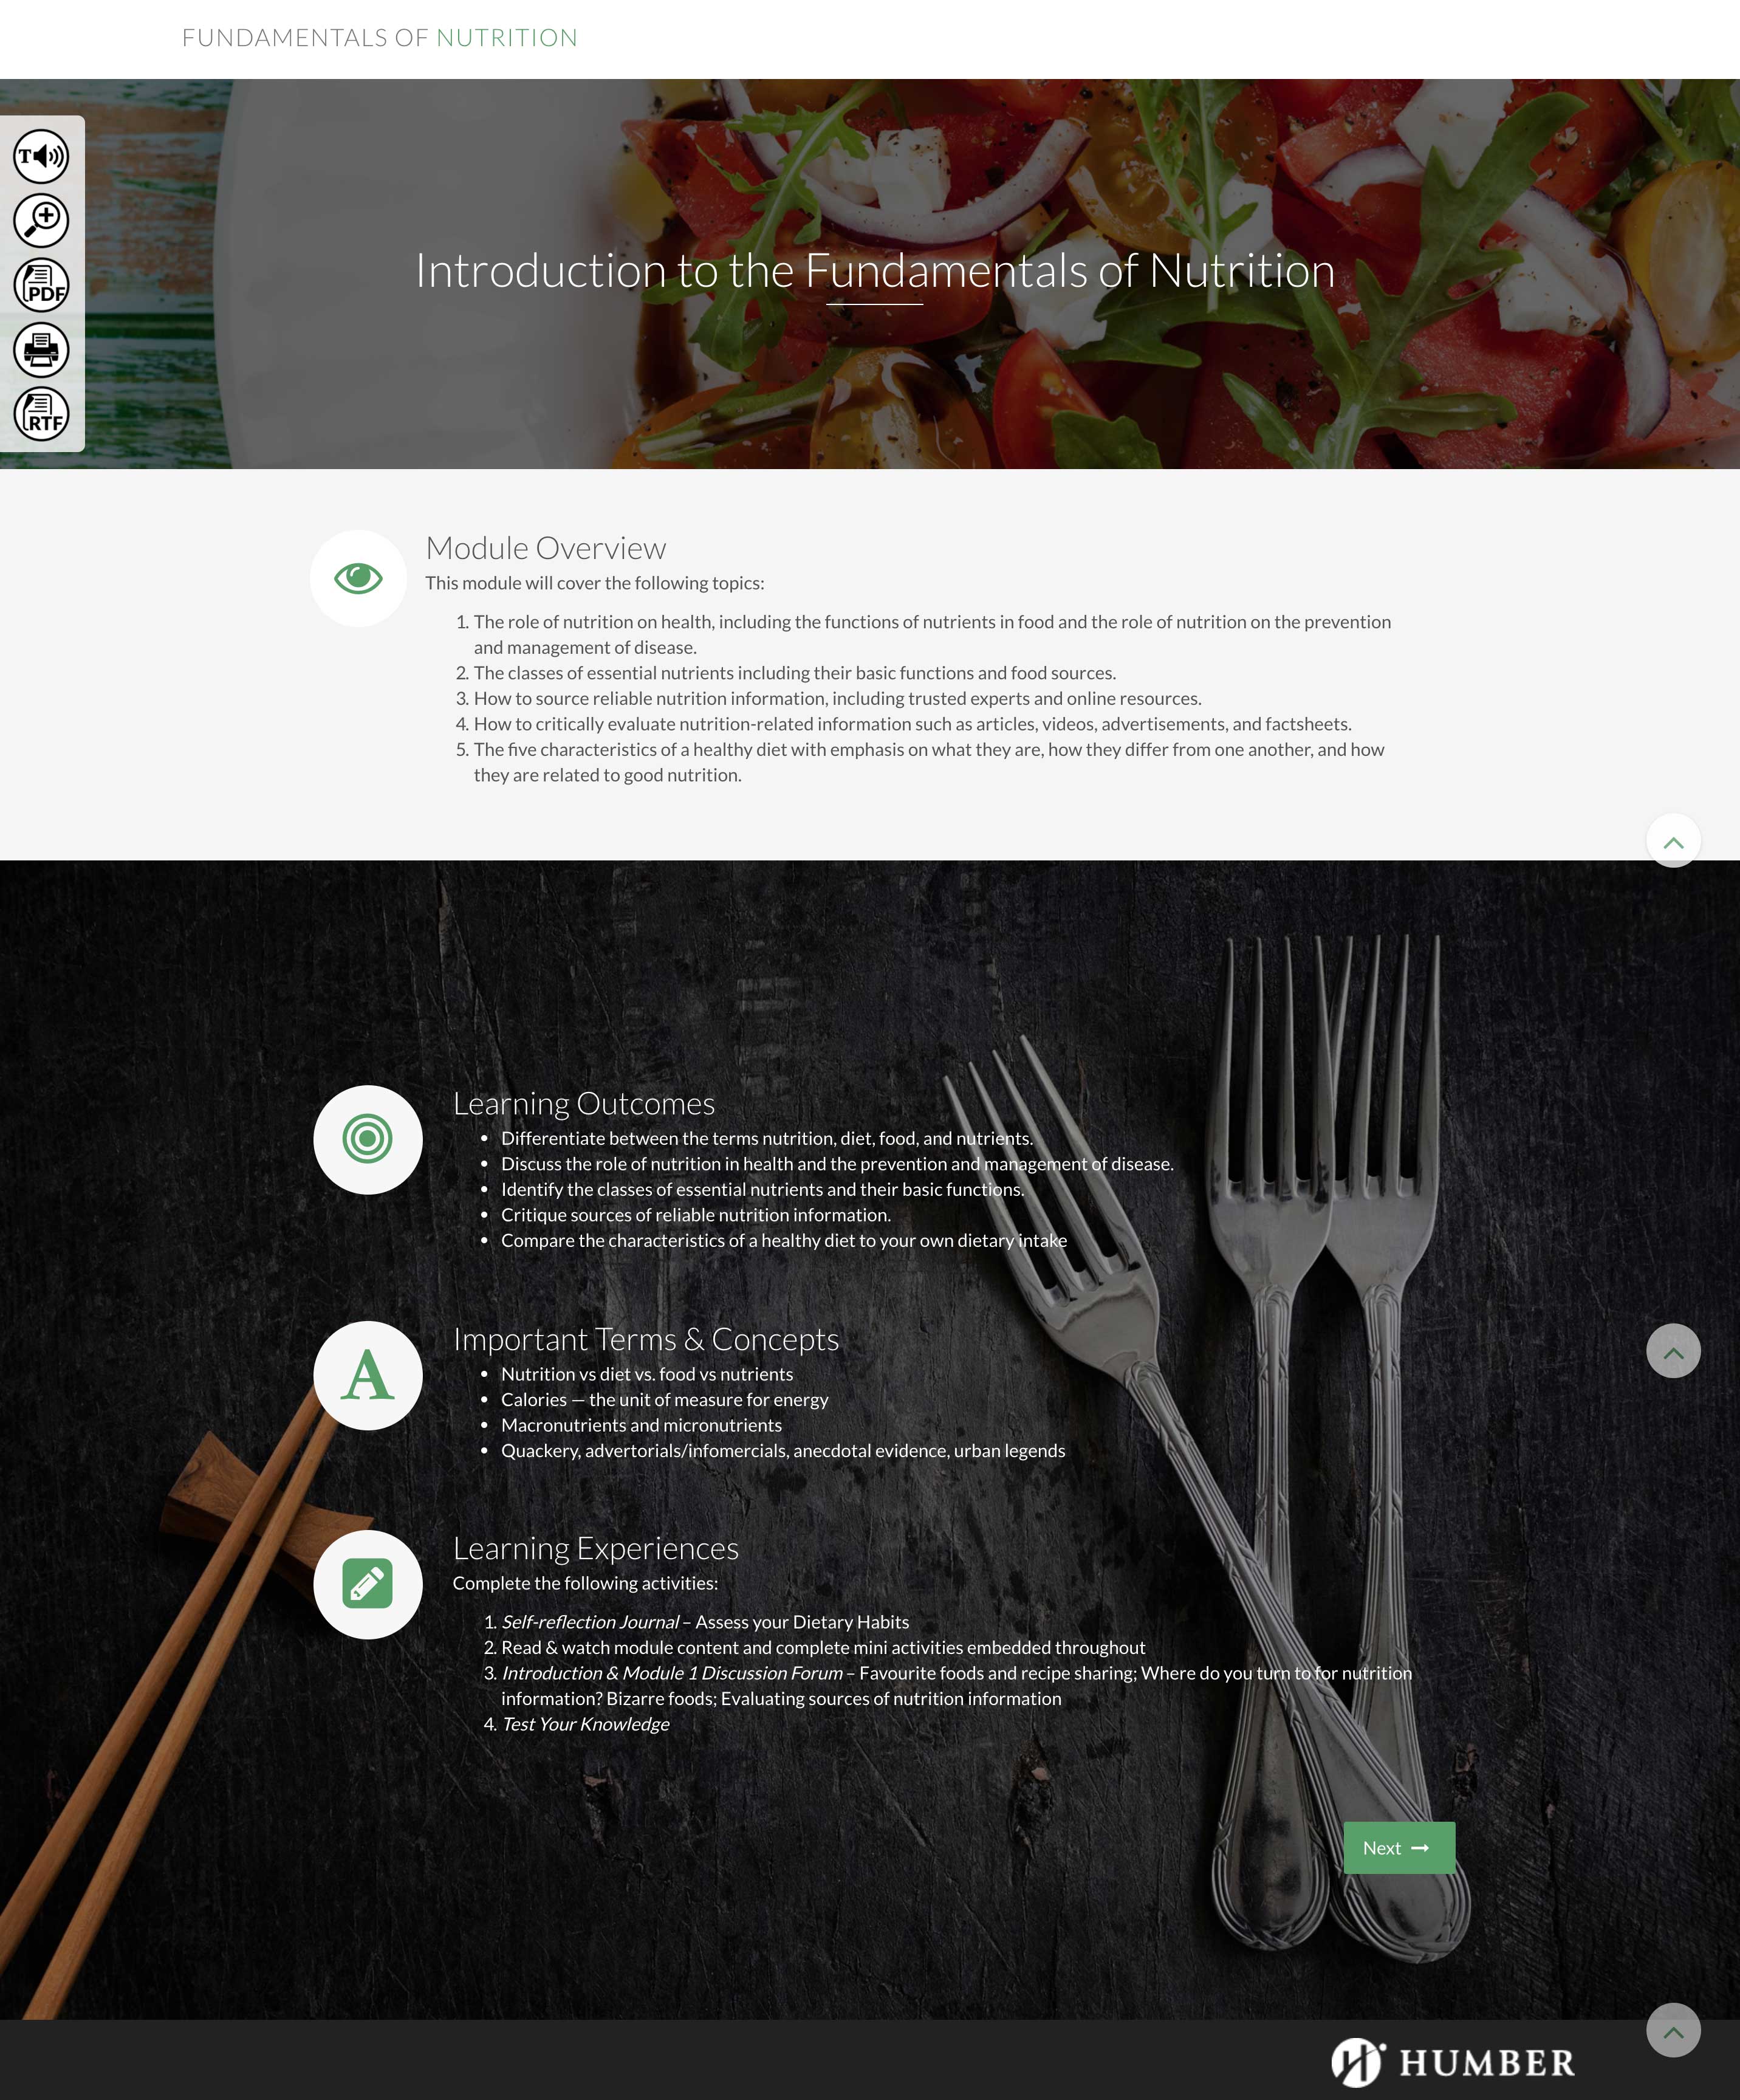 FUNDAMENTALS OF NUTRITION
T
PDF
RTF
Introduction to the Fundamentals of Nutrition
Module Overview
This module will cover the following topics:
1. The role of nutrition on health, including the functions of nutrients in food and the role of nutrition on the prevention
and management of disease.
2. The classes of essential nutrients including their basic functions and food sources.
3. How to source reliable nutrition information, including trusted experts and online resources.
4. How to critically evaluate nutrition-related information such as articles, videos, advertisements, and factsheets.
5. The five characteristics of a healthy diet with emphasis on what they are, how they differ from one another, and how
they are related to good nutrition.
Learning Outcomes
• Differentiate between the terms nutrition, diet, food, and nutrients.
• Discuss the role of nutrition in health and the prevention and management of disease.
• Identify the classes of essential nutrients and their basic functions.
• Critique sources of reliable nutrition information.
• Compare the characteristics of a healthy diet to your own dietary intake
A
Important Terms & Concepts
• Nutrition vs diet vs. food vs nutrients
• Calories — the unit of measure for energy
• Macronutrients and micronutrients
• Quackery, advertorials/infomercials, anecdotal evidence, urban legends
Learning Experiences
Complete the following activities:
1. Self-reflection Journal – Assess your Dietary Habits
2. Read & watch module content and complete mini activities embedded throughout
3. Introduction & Module 1 Discussion Forum – Favourite foods and recipe sharing; Where do you turn to for nutrition
information? Bizarre foods; Evaluating sources of nutrition information
4. Test Your Knowledge
Next
HUMBER